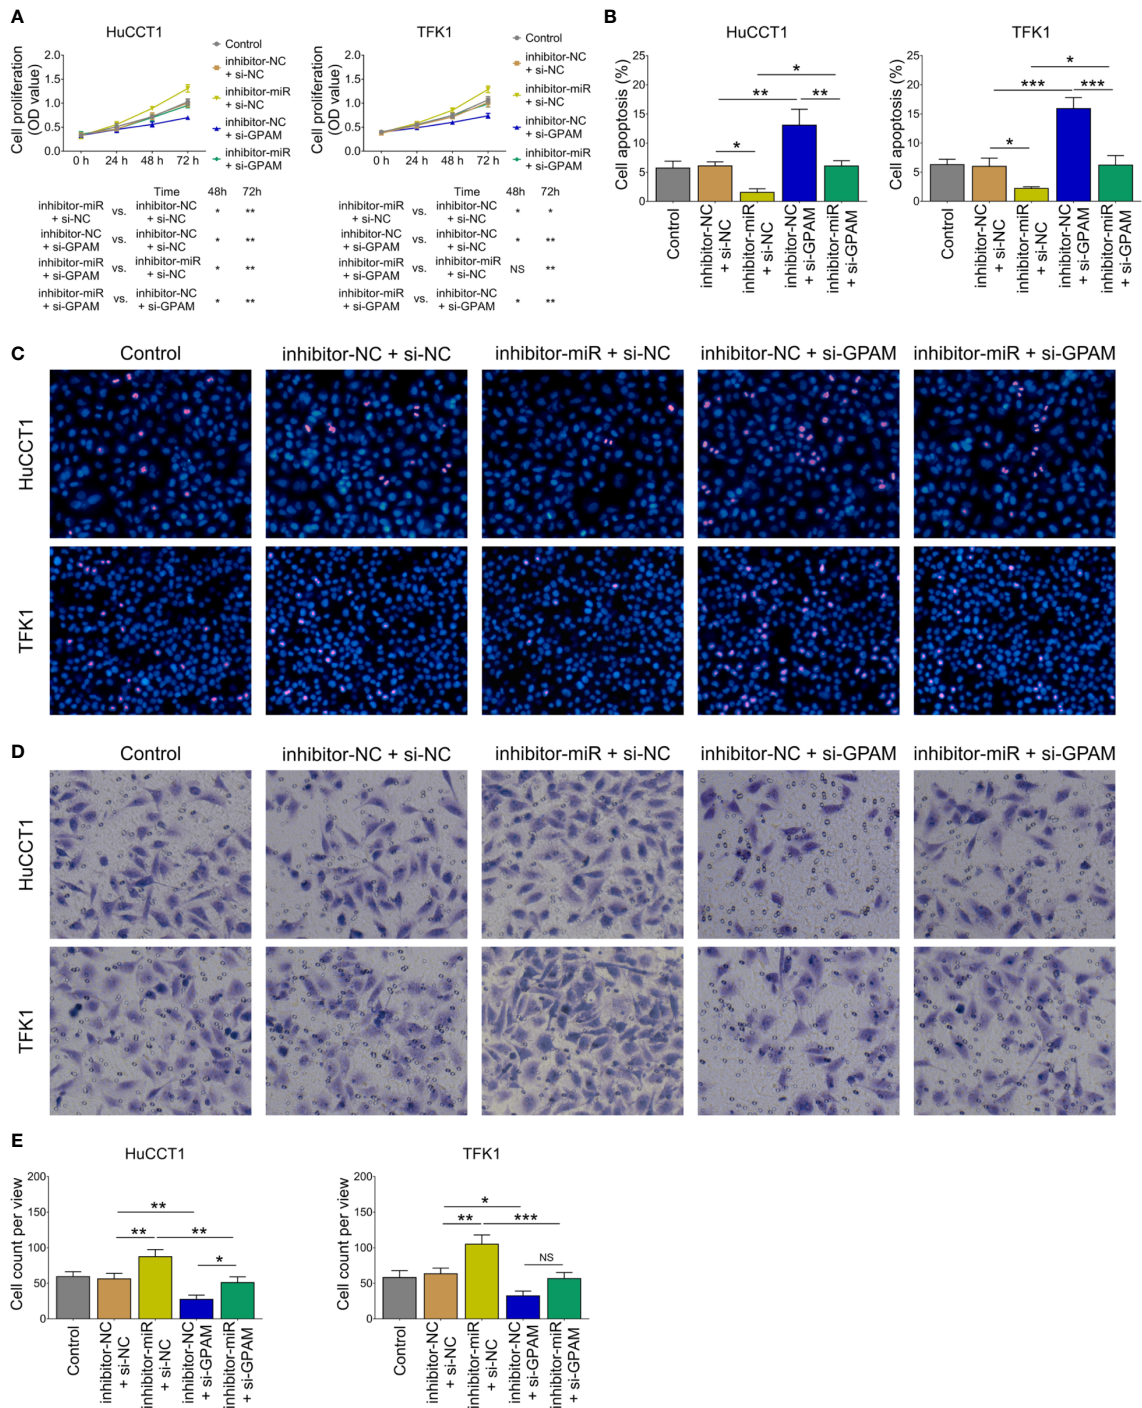 A
HuCCT1
Cell proliferation
(OD value)
2.0
1.5
1.0
0.5
0.0
0 h 24 h 48 h 72 h
Control
inhibitor-NC
+ si-NC
inhibitor-miR
+ si-NC
inhibitor-NC
+ si-GPAM
inhibitor-miR
+ si-GPAM
Time 48h 72h
inhibitor-miR + si-NC vs. inhibitor-NC + si-NC * **
inhibitor-NC + si-GPAM vs. inhibitor-NC + si-NC * **
inhibitor-miR + si-GPAM vs. inhibitor-miR + si-NC * **
inhibitor-miR + si-GPAM vs. inhibitor-NC + si-GPAM * **
TFK1
Cell proliferation
(OD value)
2.0
1.5
1.0
0.5
0.0
0 h 24 h 48 h 72 h
Control
inhibitor-NC
+ si-NC
inhibitor-miR
+ si-NC
inhibitor-NC
+ si-GPAM
inhibitor-miR
+ si-GPAM
Time 48h 72h
inhibitor-miR + si-NC vs. inhibitor-NC + si-NC * *
inhibitor-NC + si-GPAM vs. inhibitor-NC + si-NC * **
inhibitor-miR + si-GPAM vs. inhibitor-miR + si-NC NS **
inhibitor-miR + si-GPAM vs. inhibitor-NC + si-GPAM * **
B
HuCCT1
Cell apoptosis (%)
25
20
15
10
5
0
*
** **
*
Control
inhibitor-NC
+ si-NC
inhibitor-miR
+ si-NC
inhibitor-NC
+ si-GPAM
inhibitor-miR
+ si-GPAM
TFK1
Cell apoptosis (%)
25
20
15
10
5
0
*
*** ***
*
Control
inhibitor-NC
+ si-NC
inhibitor-miR
+ si-NC
inhibitor-NC
+ si-GPAM
inhibitor-miR
+ si-GPAM
C
Control inhibitor-NC + si-NC inhibitor-miR + si-NC inhibitor-NC + si-GPAM inhibitor-miR + si-GPAM
HuCCT1
TFK1
D
Control inhibitor-NC + si-NC inhibitor-miR + si-NC inhibitor-NC + si-GPAM inhibitor-miR + si-GPAM
HuCCT1
TFK1
E
HuCCT1
Cell count per view
200
150
100
50
0
**
** **
*
Control
inhibitor-NC
+ si-NC
inhibitor-miR
+ si-NC
inhibitor-NC
+ si-GPAM
inhibitor-miR
+ si-GPAM
TFK1
Cell count per view
200
150
100
50
0
*
** ***
NS
Control
inhibitor-NC
+ si-NC
inhibitor-miR
+ si-NC
inhibitor-NC
+ si-GPAM
inhibitor-miR
+ si-GPAM